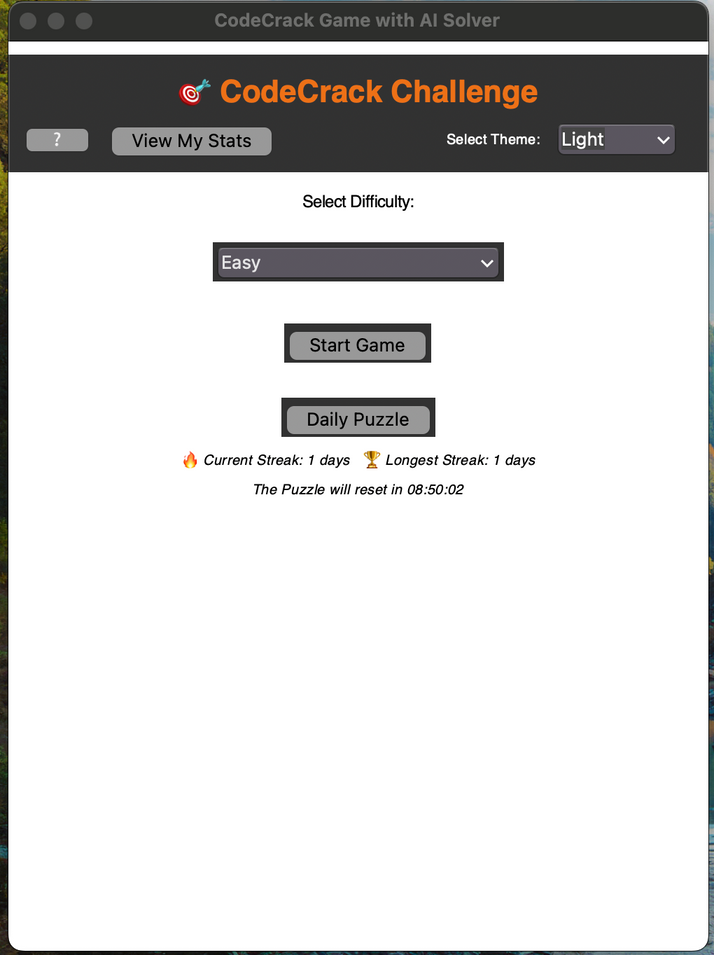 CodeCrack Game with AI Solver
🎯 CodeCrack Challenge
? View My Stats Select Theme: Light
Select Difficulty:
Easy
Start Game
Daily Puzzle
🔥 Current Streak: 1 days 🏆 Longest Streak: 1 days
The Puzzle will reset in 08:50:02